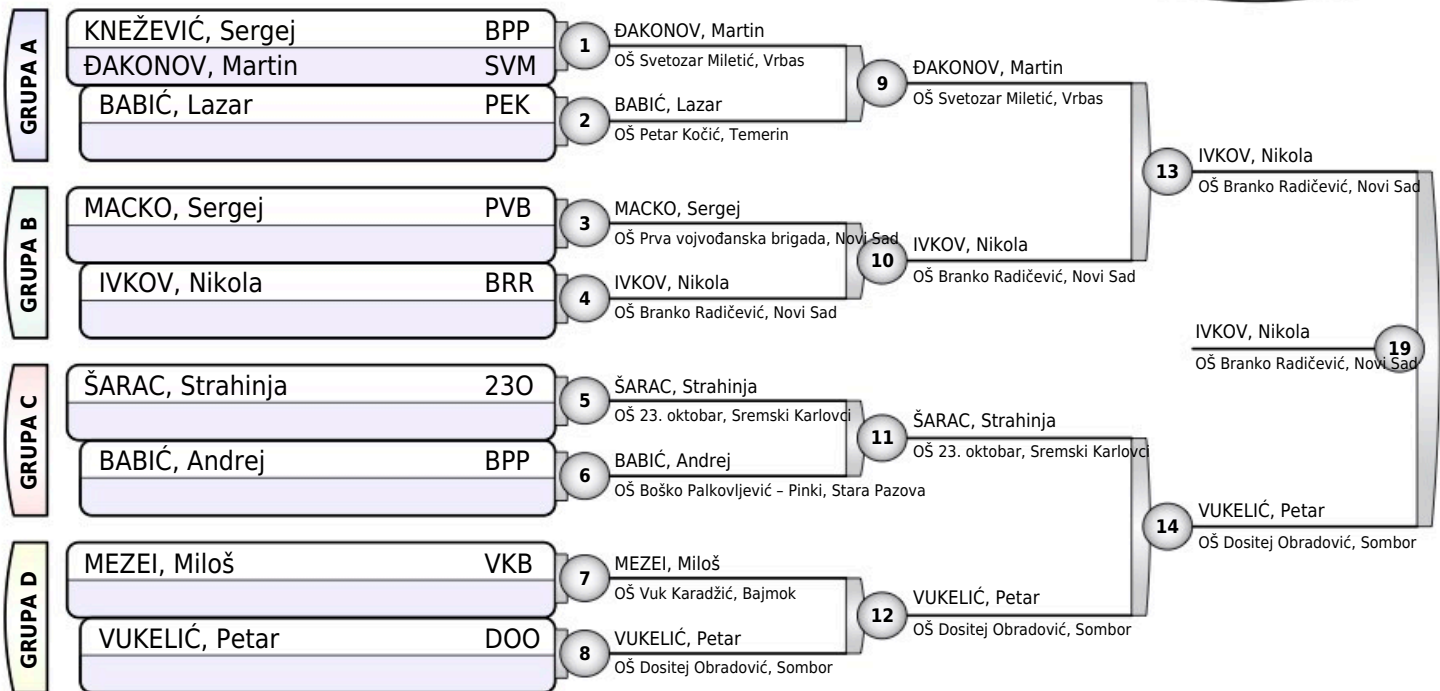 GRUPA A
KNEŽEVIĆ, Sergej BPP
ĐAKONOV, Martin SVM
BABIĆ, Lazar PEK
1
ĐAKONOV, Martin
OŠ Svetozar Miletić, Vrbas
2
BABIĆ, Lazar
OŠ Petar Kočić, Temerin
9
ĐAKONOV, Martin
OŠ Svetozar Miletić, Vrbas
GRUPA B
MACKO, Sergej PVB
IVKOV, Nikola BRR
3
MACKO, Sergej
OŠ Prva vojvođanska brigada, Novi Sad
4
IVKOV, Nikola
OŠ Branko Radičević, Novi Sad
10
IVKOV, Nikola
OŠ Branko Radičević, Novi Sad
13
IVKOV, Nikola
OŠ Branko Radičević, Novi Sad
GRUPA C
ŠARAC, Strahinja 23O
BABIĆ, Andrej BPP
5
ŠARAC, Strahinja
OŠ 23. oktobar, Sremski Karlovci
6
BABIĆ, Andrej
OŠ Boško Palkovljević – Pinki, Stara Pazova
11
ŠARAC, Strahinja
OŠ 23. oktobar, Sremski Karlovci
GRUPA D
MEZEI, Miloš VKB
VUKELIĆ, Petar DOO
7
MEZEI, Miloš
OŠ Vuk Karadžić, Bajmok
8
VUKELIĆ, Petar
OŠ Dositej Obradović, Sombor
12
VUKELIĆ, Petar
OŠ Dositej Obradović, Sombor
14
VUKELIĆ, Petar
OŠ Dositej Obradović, Sombor
IVKOV, Nikola
OŠ Branko Radičević, Novi Sad
19